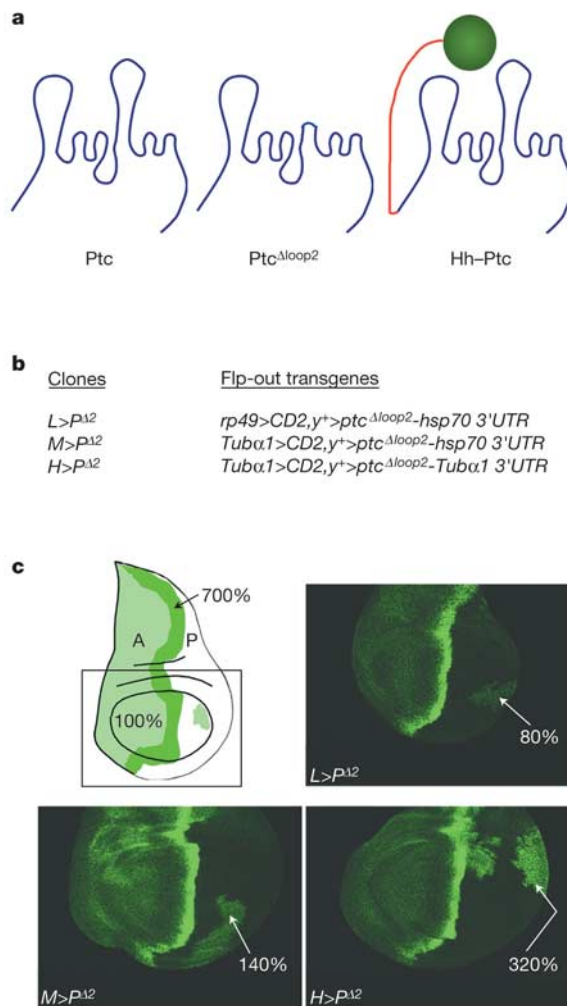 a
Ptc
Ptc^Δloop2
Hh–Ptc
b
Clones Flp-out transgenes
L>P^Δ2 rp49>CD2,y⁺>ptc^Δloop2-hsp70 3'UTR
M>P^Δ2 Tubα1>CD2,y⁺>ptc^Δloop2-hsp70 3'UTR
H>P^Δ2 Tubα1>CD2,y⁺>ptc^Δloop2-Tubα1 3'UTR
c
700%
A P
100%
80%
L>P^Δ2
140%
M>P^Δ2
320%
H>P^Δ2